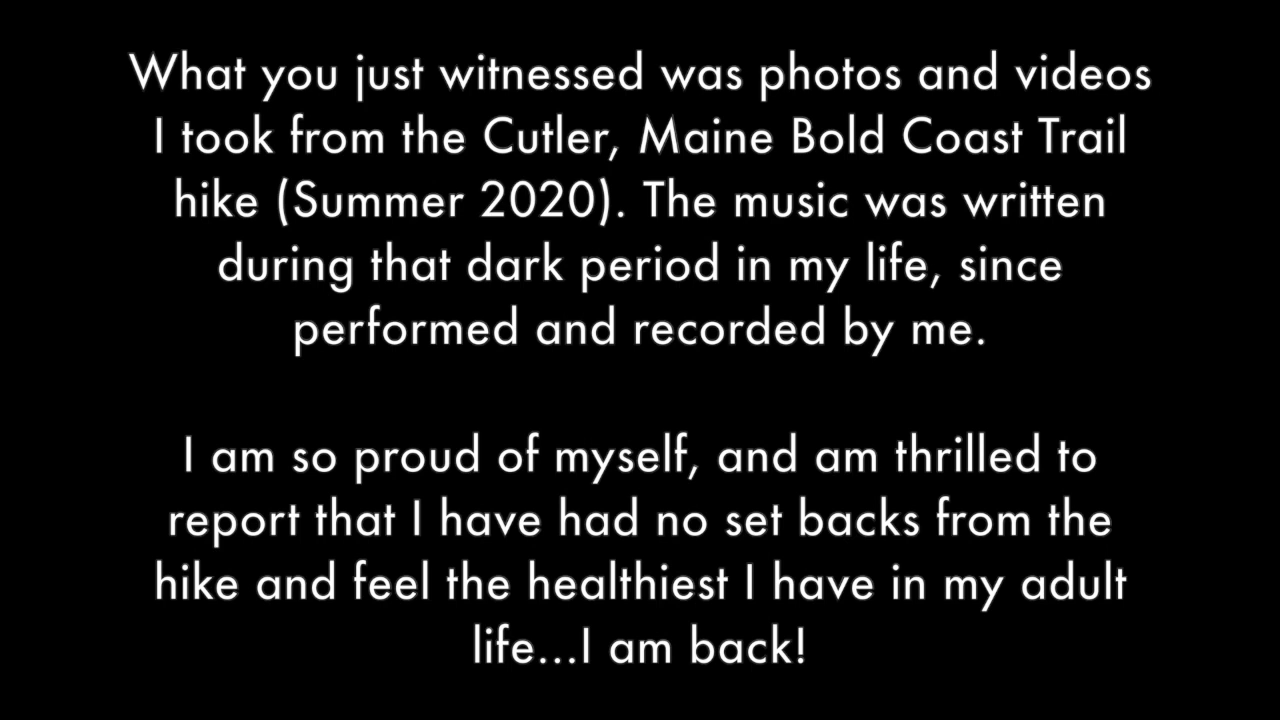 What you just witnessed was photos and videos
I took from the Cutler, Maine Bold Coast Trail
hike (Summer 2020). The music was written
during that dark period in my life, since
performed and recorded by me.
I am so proud of myself, and am thrilled to
report that I have had no set backs from the
hike and feel the healthiest I have in my adult
life...I am back!